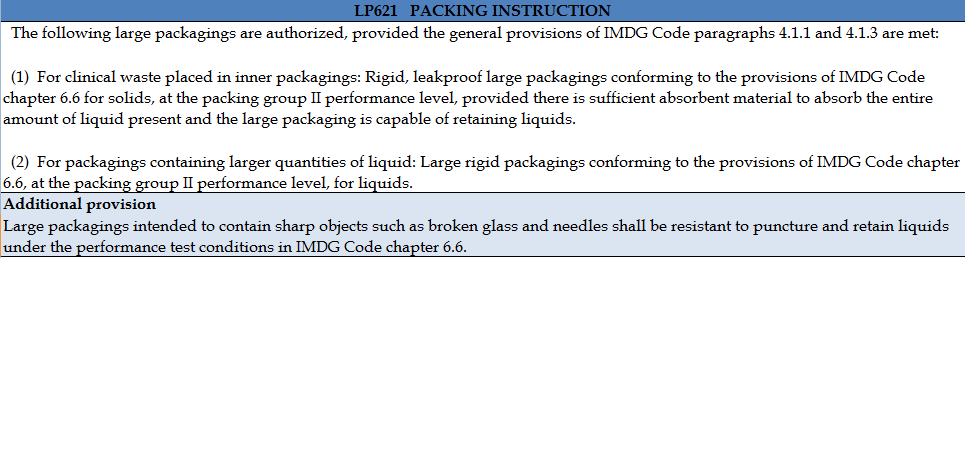 LP621 PACKING INSTRUCTION
The following large packagings are authorized, provided the general provisions of IMDG Code paragraphs 4.1.1 and 4.1.3 are met:
(1) For clinical waste placed in inner packagings: Rigid, leakproof large packagings conforming to the provisions of IMDG Code
chapter 6.6 for solids, at the packing group II performance level, provided there is sufficient absorbent material to absorb the entire
amount of liquid present and the large packaging is capable of retaining liquids.
(2) For packagings containing larger quantities of liquid: Large rigid packagings conforming to the provisions of IMDG Code chapter
6.6, at the packing group II performance level, for liquids.
Additional provision
Large packagings intended to contain sharp objects such as broken glass and needles shall be resistant to puncture and retain liquids
under the performance test conditions in IMDG Code chapter 6.6.